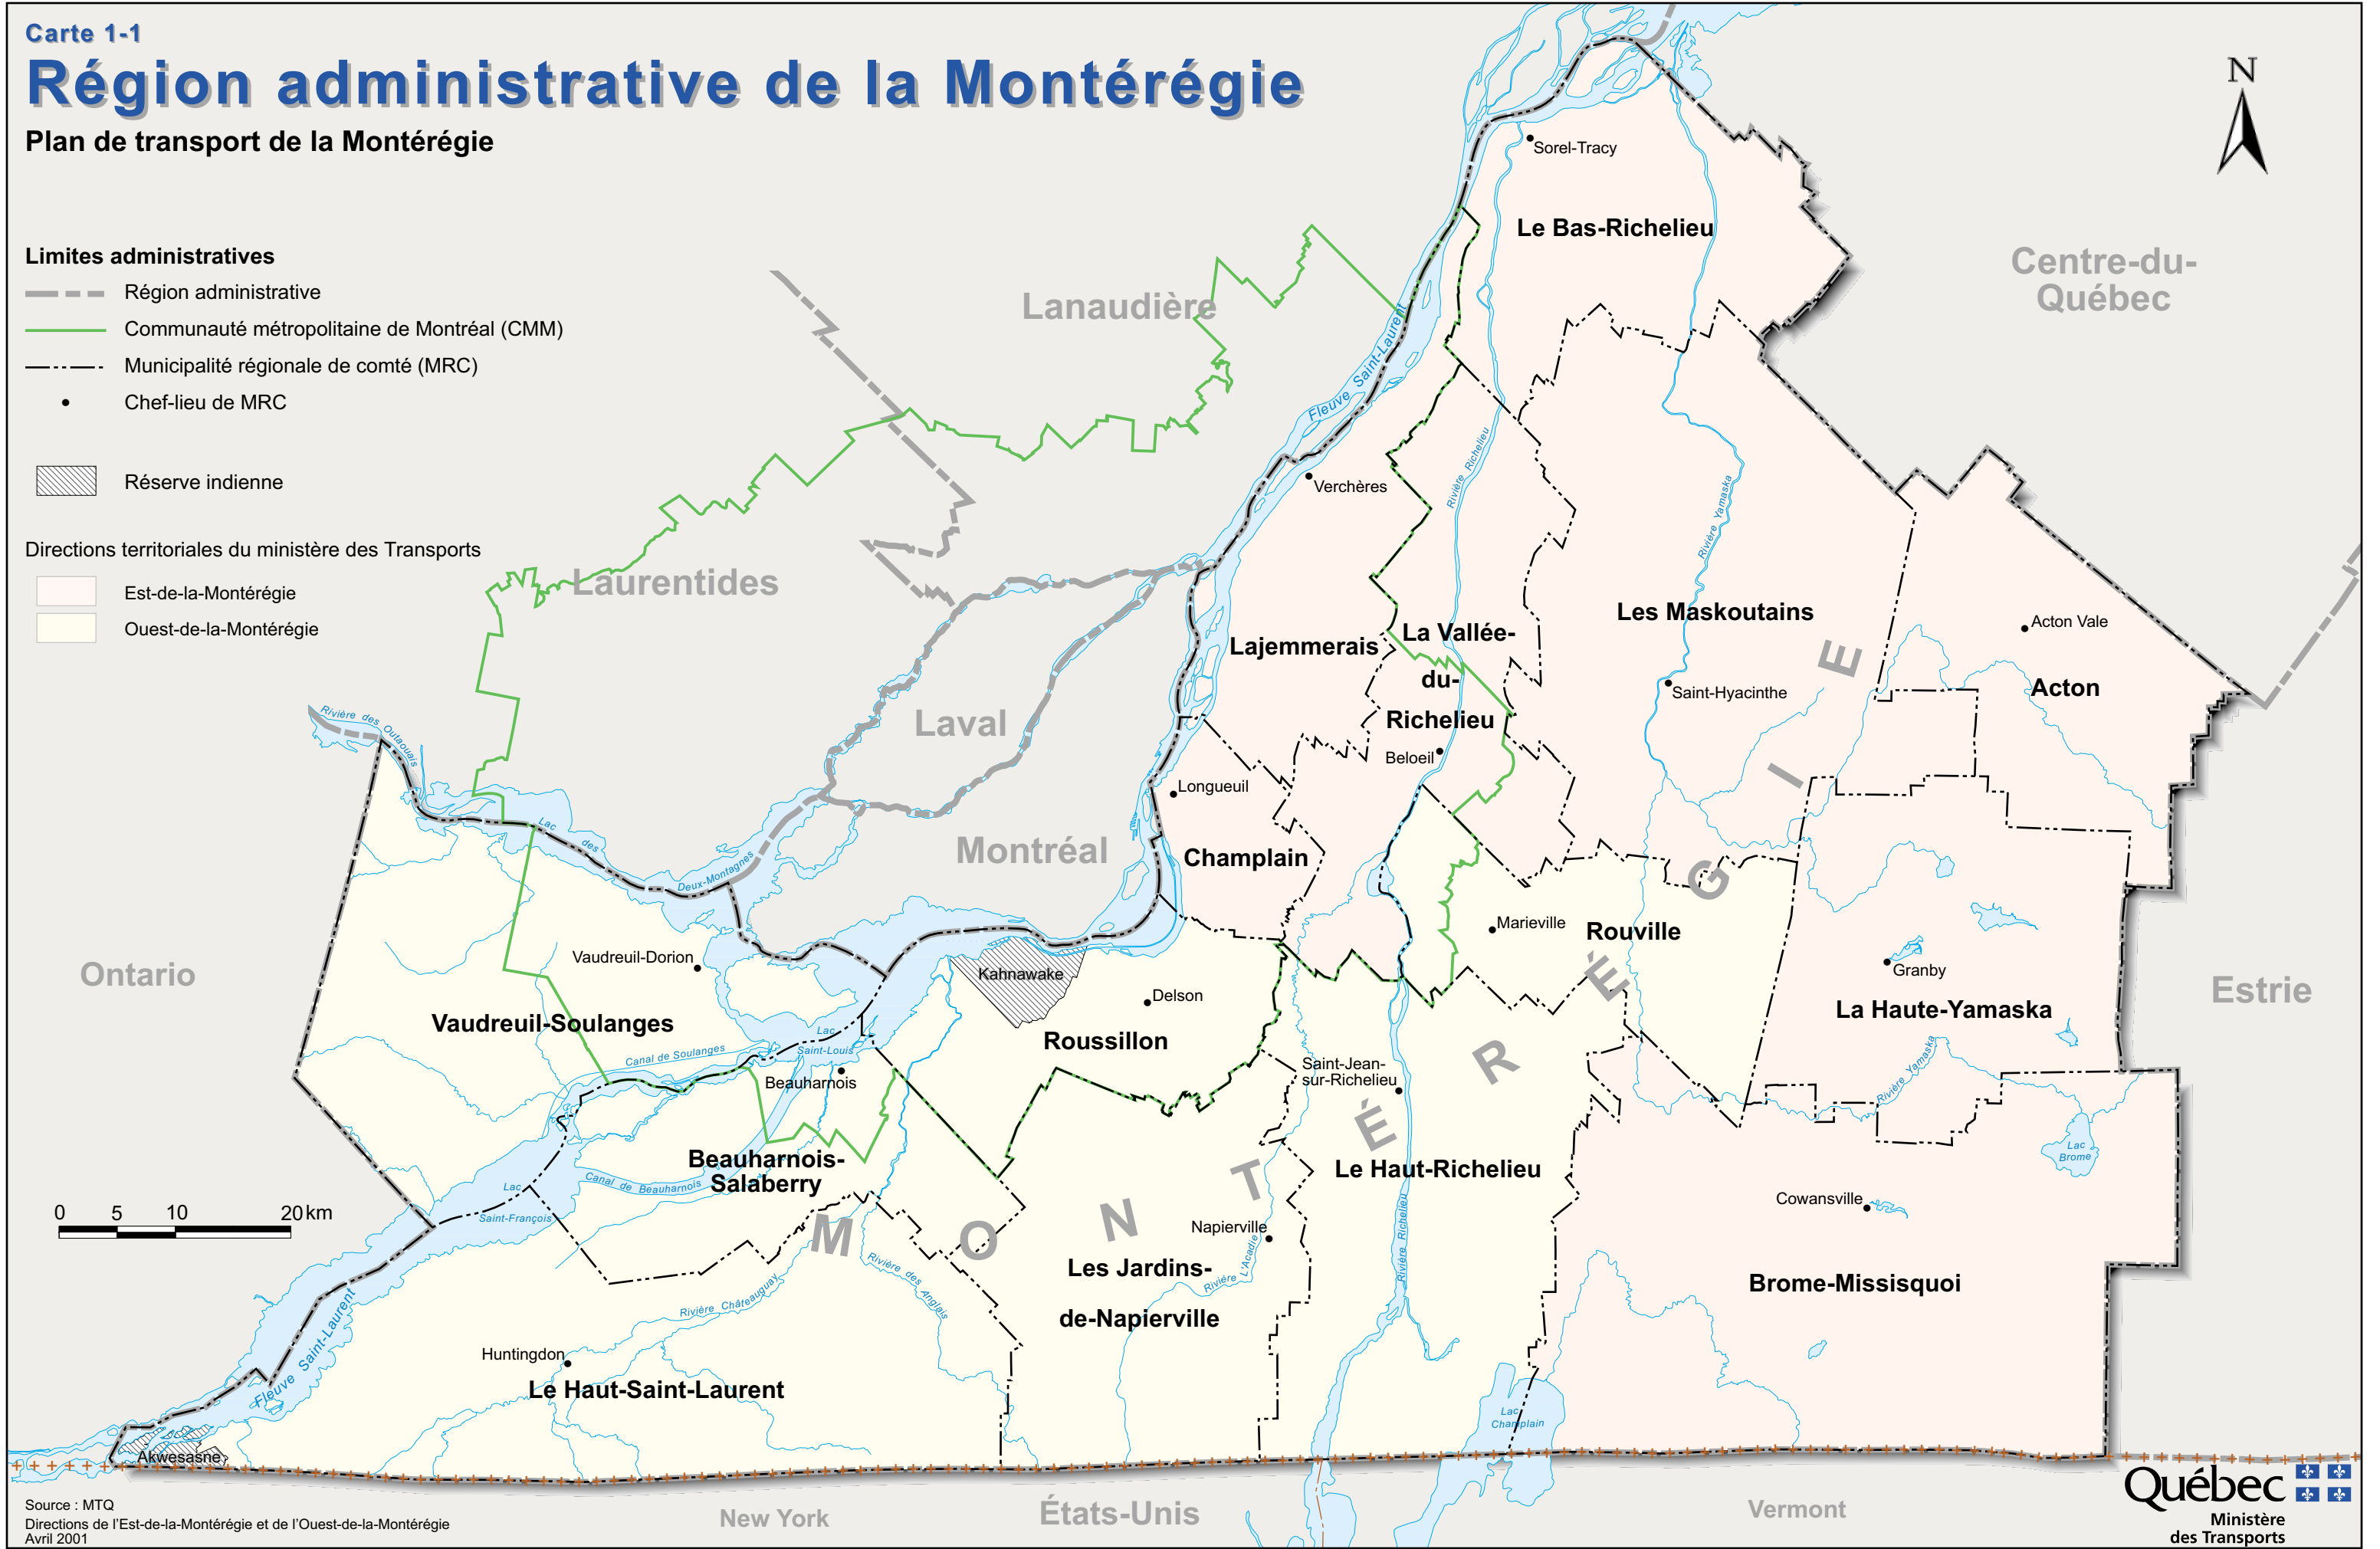 Carte 1-1
Région administrative de la Montérégie
Plan de transport de la Montérégie
N
Limites administratives
Région administrative
Communauté métropolitaine de Montréal (CMM)
Municipalité régionale de comté (MRC)
Chef-lieu de MRC
Réserve indienne
Directions territoriales du ministère des Transports
Est-de-la-Montérégie
Ouest-de-la-Montérégie
Sorel-Tracy
Le Bas-Richelieu
Centre-du-
Québec
Lanaudière
Fleuve Saint-Laurent
Verchères
Rivière Richelieu
Rivière Yamaska
Laurentides
Lajemmerais
La Vallée-
du-
Richelieu
Beloeil
Les Maskoutains
Saint-Hyacinthe
Acton Vale
Acton
Laval
Rivière des Outaouais
Longueuil
Montréal
Champlain
Lac des Deux-Montagnes
Marieville
Rouville
Granby
La Haute-Yamaska
Estrie
Ontario
Vaudreuil-Dorion
Vaudreuil-Soulanges
Kahnawake
Delson
Roussillon
Lac
Saint-Louis
Canal de Soulanges
Beauharnois
Saint-Jean-
sur-Richelieu
Rivière Yamaska
Lac
Brome
Beauharnois-
Salaberry
Canal de Beauharnois
Lac
Saint-François
Le Haut-Richelieu
Rivière Richelieu
Cowansville
Brome-Missisquoi
MONTÉRÉGIE
Napierville
Les Jardins-
de-Napierville
Rivière L'Acadie
Rivière des Anglais
Rivière Châteauguay
Huntingdon
Le Haut-Saint-Laurent
Fleuve Saint-Laurent
Akwesasne
Lac
Champlain
0 5 10 20 km
New York
États-Unis
Vermont
Source : MTQ
Directions de l'Est-de-la-Montérégie et de l'Ouest-de-la-Montérégie
Avril 2001
Québec
Ministère
des Transports